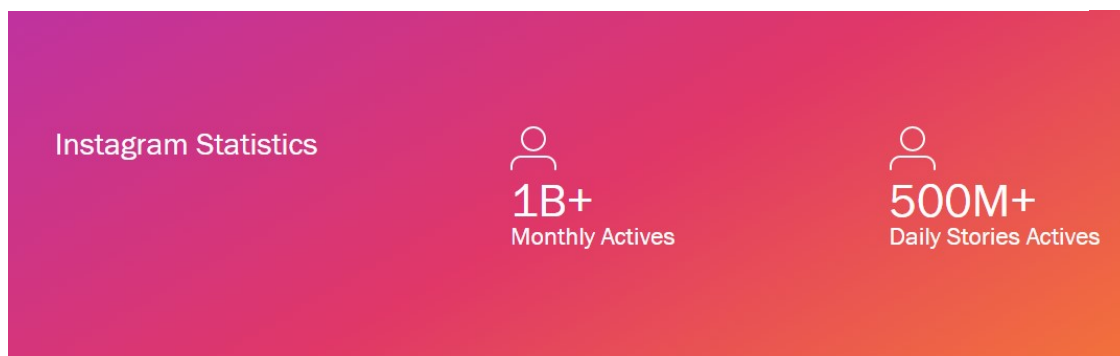 Instagram Statistics
1B+
Monthly Actives
500M+
Daily Stories Actives